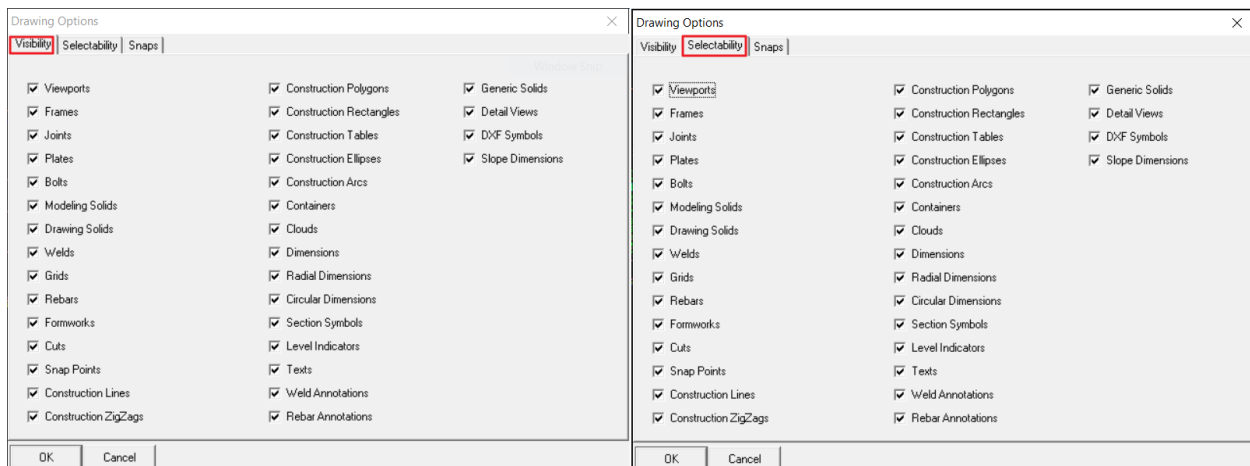 Drawing Options
Visibility Selectability Snaps
Window Snip
Viewports Construction Polygons Generic Solids
Frames Construction Rectangles Detail Views
Joints Construction Tables DXF Symbols
Plates Construction Ellipses Slope Dimensions
Bolts Construction Arcs
Modeling Solids Containers
Drawing Solids Clouds
Welds Dimensions
Grids Radial Dimensions
Rebars Circular Dimensions
Formworks Section Symbols
Cuts Level Indicators
Snap Points Texts
Construction Lines Weld Annotations
Construction ZigZags Rebar Annotations
OK Cancel
Drawing Options
Visibility Selectability Snaps
Viewports Construction Polygons Generic Solids
Frames Construction Rectangles Detail Views
Joints Construction Tables DXF Symbols
Plates Construction Ellipses Slope Dimensions
Bolts Construction Arcs
Modeling Solids Containers
Drawing Solids Clouds
Welds Dimensions
Grids Radial Dimensions
Rebars Circular Dimensions
Formworks Section Symbols
Cuts Level Indicators
Snap Points Texts
Construction Lines Weld Annotations
Construction ZigZags Rebar Annotations
OK Cancel